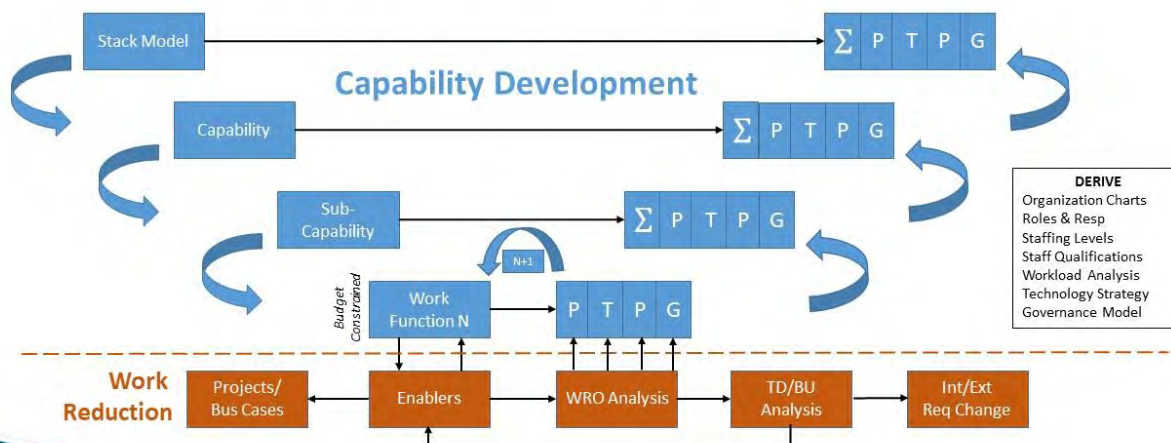 Stack Model
Σ P T P G
Capability Development
Capability
Σ P T P G
Sub-
Capability
Σ P T P G
N+1
Budget
Constrained
Work
Function N
P T P G
DERIVE
Organization Charts
Roles & Resp
Staffing Levels
Staff Qualifications
Workload Analysis
Technology Strategy
Governance Model
Work
Reduction
Projects/
Bus Cases
Enablers
WRO Analysis
TD/BU
Analysis
Int/Ext
Req Change